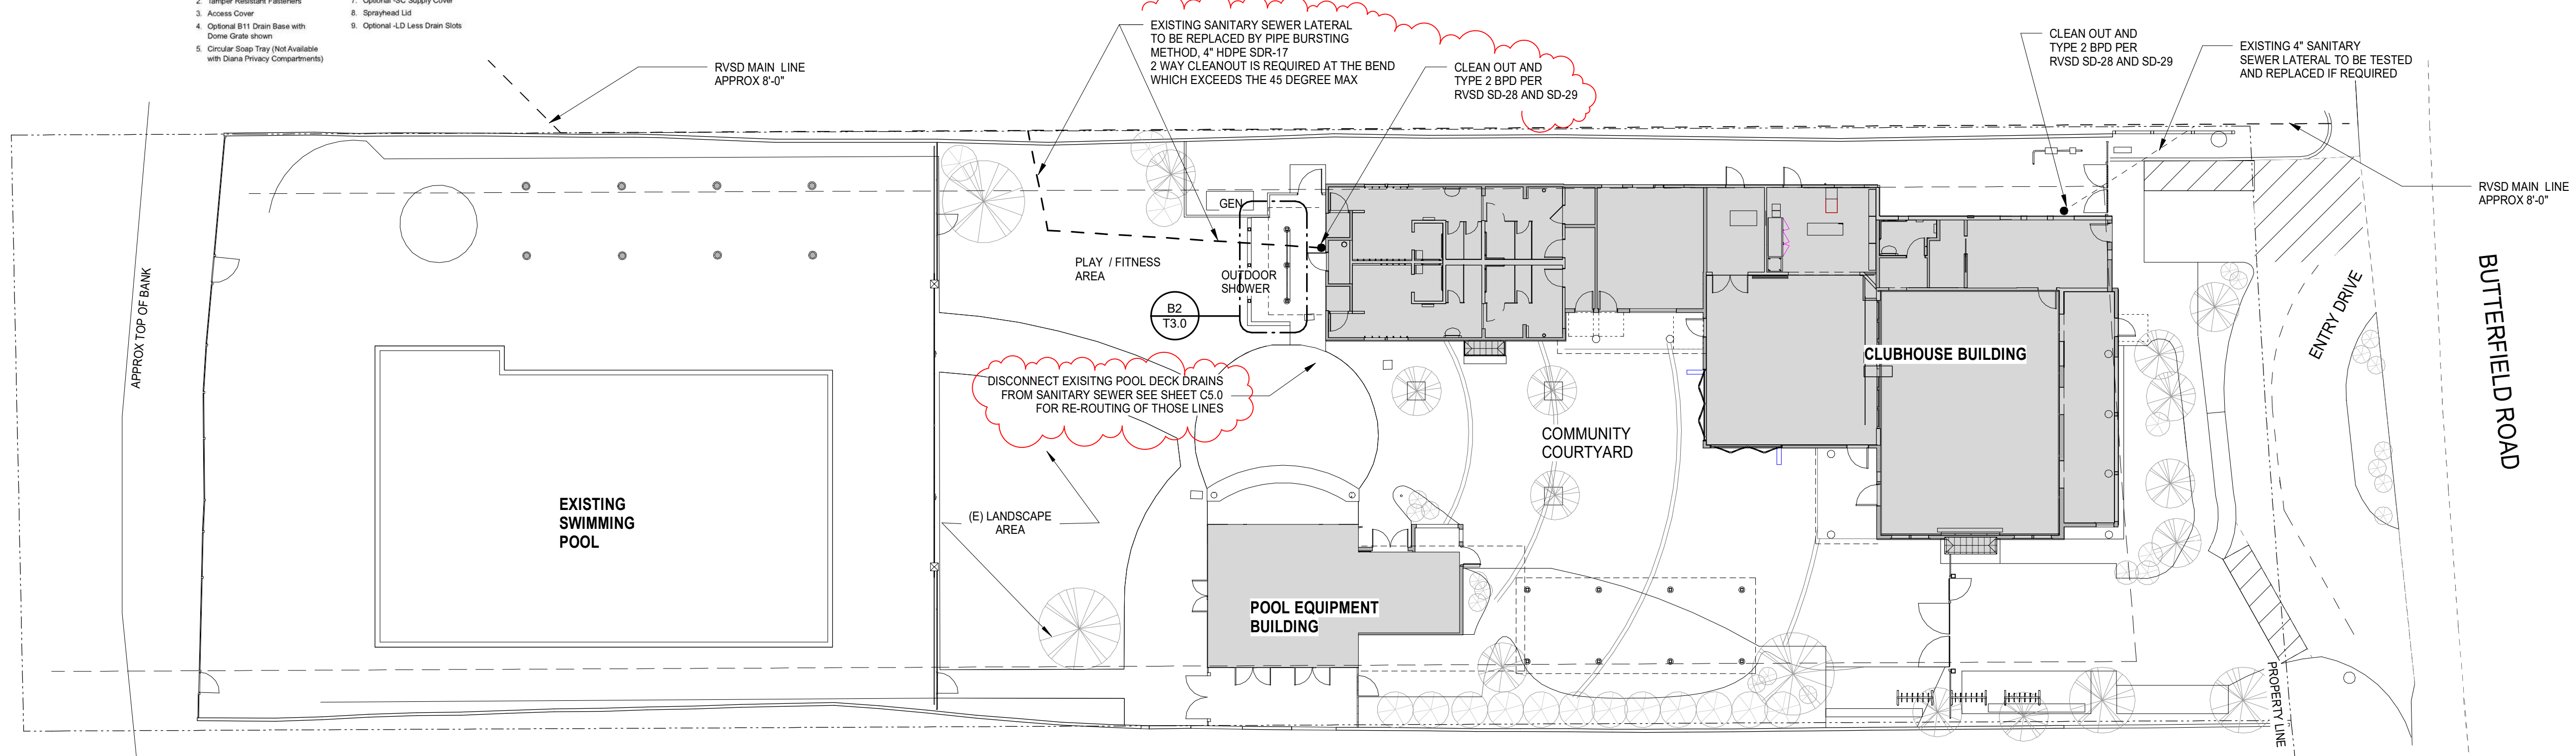 2. Tamper Resistant Fasteners
3. Access Cover
4. Optional B11 Drain Base with
Dome Grate shown
5. Circular Soap Tray (Not Available
with Diana Privacy Compartments)
7. Optional -SC Supply Cover
8. Sprayhead Lid
9. Optional -LD Less Drain Slots
RVSD MAIN LINE
APPROX 8'-0"
EXISTING SANITARY SEWER LATERAL
TO BE REPLACED BY PIPE BURSTING
METHOD, 4" HDPE SDR-17
2 WAY CLEANOUT IS REQUIRED AT THE BEND
WHICH EXCEEDS THE 45 DEGREE MAX
CLEAN OUT AND
TYPE 2 BPD PER
RVSD SD-28 AND SD-29
CLEAN OUT AND
TYPE 2 BPD PER
RVSD SD-28 AND SD-29
EXISTING 4" SANITARY
SEWER LATERAL TO BE TESTED
AND REPLACED IF REQUIRED
RVSD MAIN LINE
APPROX 8'-0"
GEN
PLAY / FITNESS
AREA
OUTDOOR
SHOWER
B2
T3.0
APPROX TOP OF BANK
DISCONNECT EXISITNG POOL DECK DRAINS
FROM SANITARY SEWER SEE SHEET C5.0
FOR RE-ROUTING OF THOSE LINES
CLUBHOUSE BUILDING
COMMUNITY
COURTYARD
ENTRY DRIVE
BUTTERFIELD ROAD
EXISTING
SWIMMING
POOL
(E) LANDSCAPE
AREA
POOL EQUIPMENT
BUILDING
PROPERTY LINE